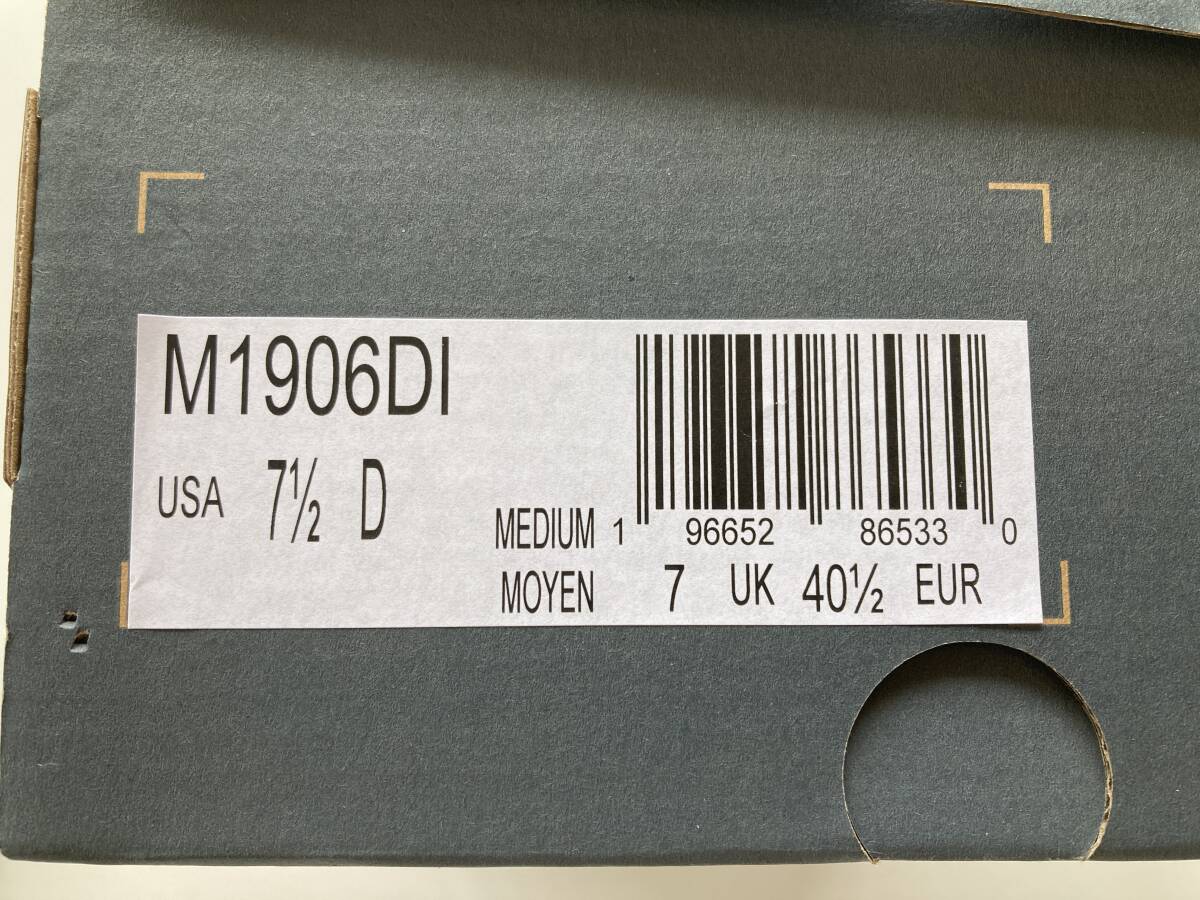 M1906DI
USA 7½ D
MEDIUM 1 96652 86533 0
MOYEN 7 UK 40½ EUR